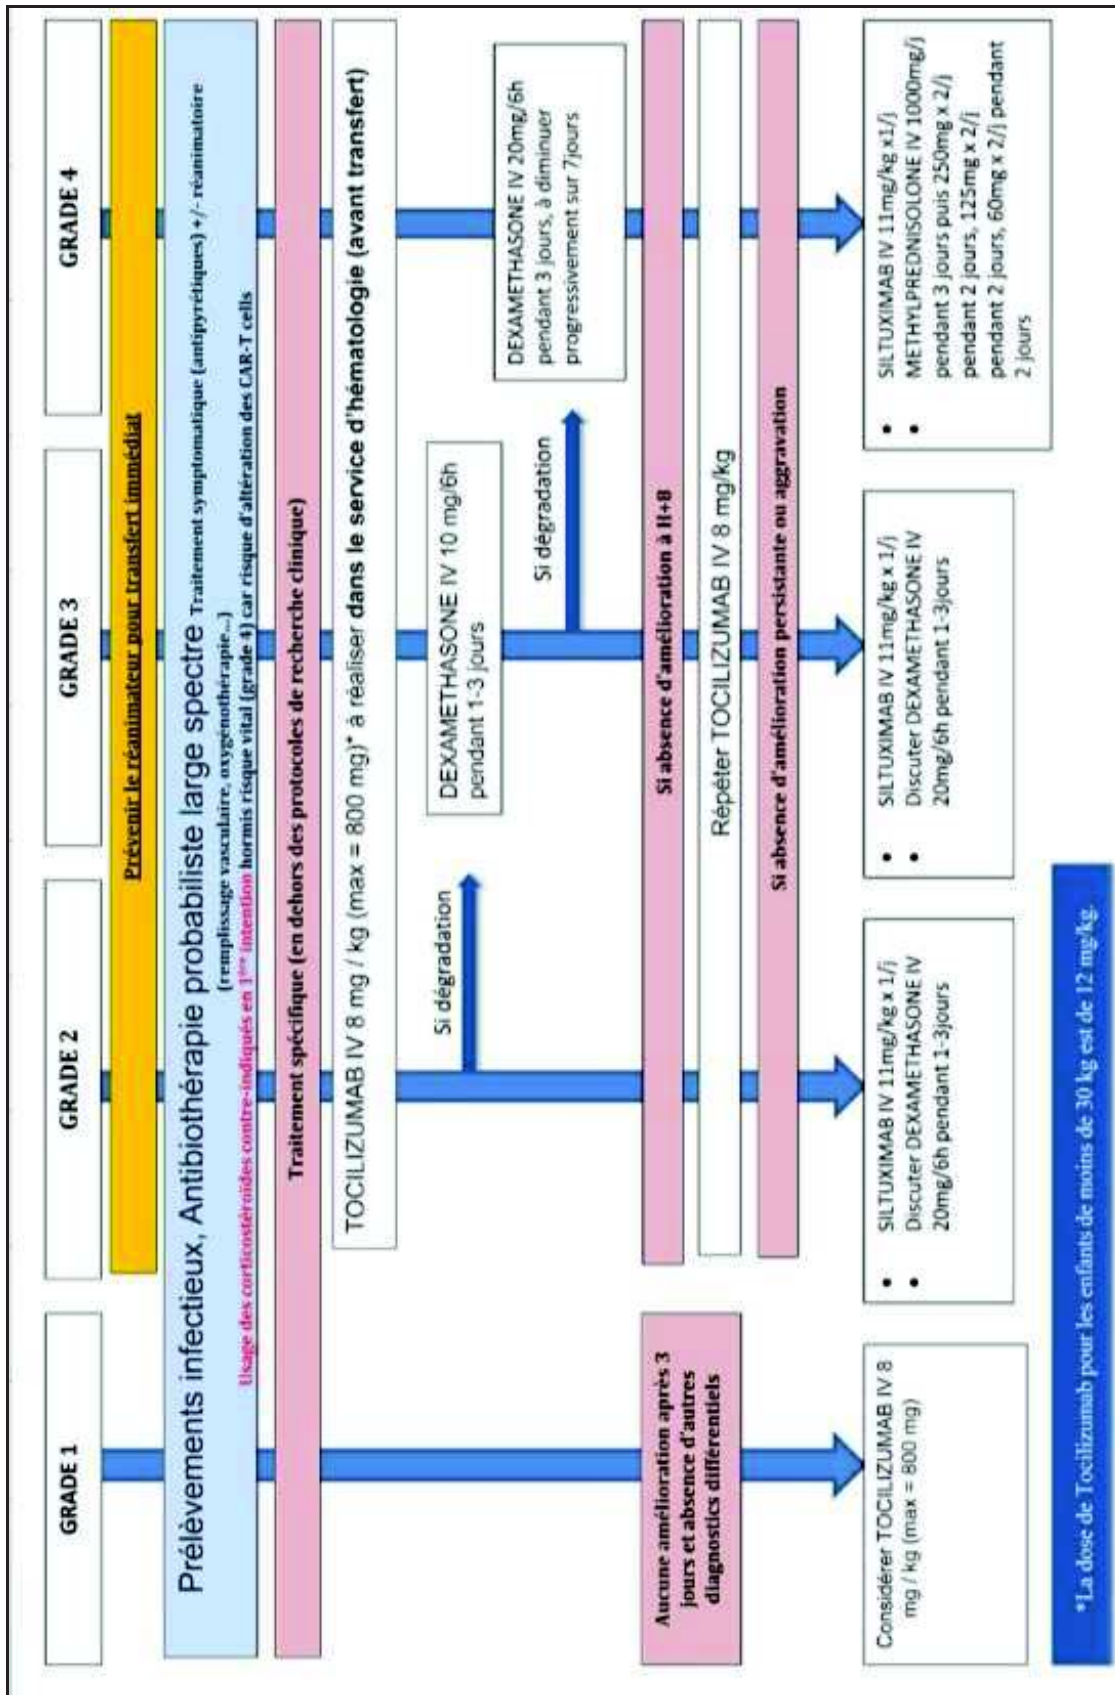 GRADE 1
GRADE 2
GRADE 3
GRADE 4
Prévenir le réanimateur pour transfert immédiat
Prélèvements infectieux, Antibiothérapie probabiliste large spectre Traitement symptomatique (antipyrétiques) +/- réanimatoire
(remplissage vasculaire, oxygénotherapie...)
Usage des corticostéroïdes contre-indiqués en 1ère intention hormis risque vital (grade 4) car risque d'altération des CAR-T cells
Traitement spécifique (en dehors des protocoles de recherche clinique)
TOCILIZUMAB IV 8 mg / kg (max = 800 mg)* à réaliser dans le service d'hématologie (avant transfert)
Si dégradation
DEXAMETHASONE IV 10 mg/6h
pendant 1-3 jours
Si dégradation
DEXAMETHASONE IV 20mg/6h
pendant 3 jours, à diminuer
progressivement sur 7jours
Aucune amélioration après 3
jours et absence d'autres
diagnostics différentiels
Si absence d'amélioration à H+8
Répéter TOCILIZUMAB IV 8 mg/kg
Si absence d'amélioration persistante ou aggravation
Considérer TOCILIZUMAB IV 8
mg / kg (max = 800 mg)
• SILTUXIMAB IV 11mg/kg x 1/j
• Discuter DEXAMETHASONE IV
20mg/6h pendant 1-3jours
• SILTUXIMAB IV 11mg/kg x 1/j
• Discuter DEXAMETHASONE IV
20mg/6h pendant 1-3jours
• SILTUXIMAB IV 11mg/kg x1/j
• METHYLPREDNISOLONE IV 1000mg/j
pendant 3 jours puis 250mg x 2/j
pendant 2 jours, 125mg x 2/j
pendant 2 jours, 60mg x 2/j pendant
2 jours
*La dose de Tocilizumab pour les enfants de moins de 30 kg est de 12 mg/kg.